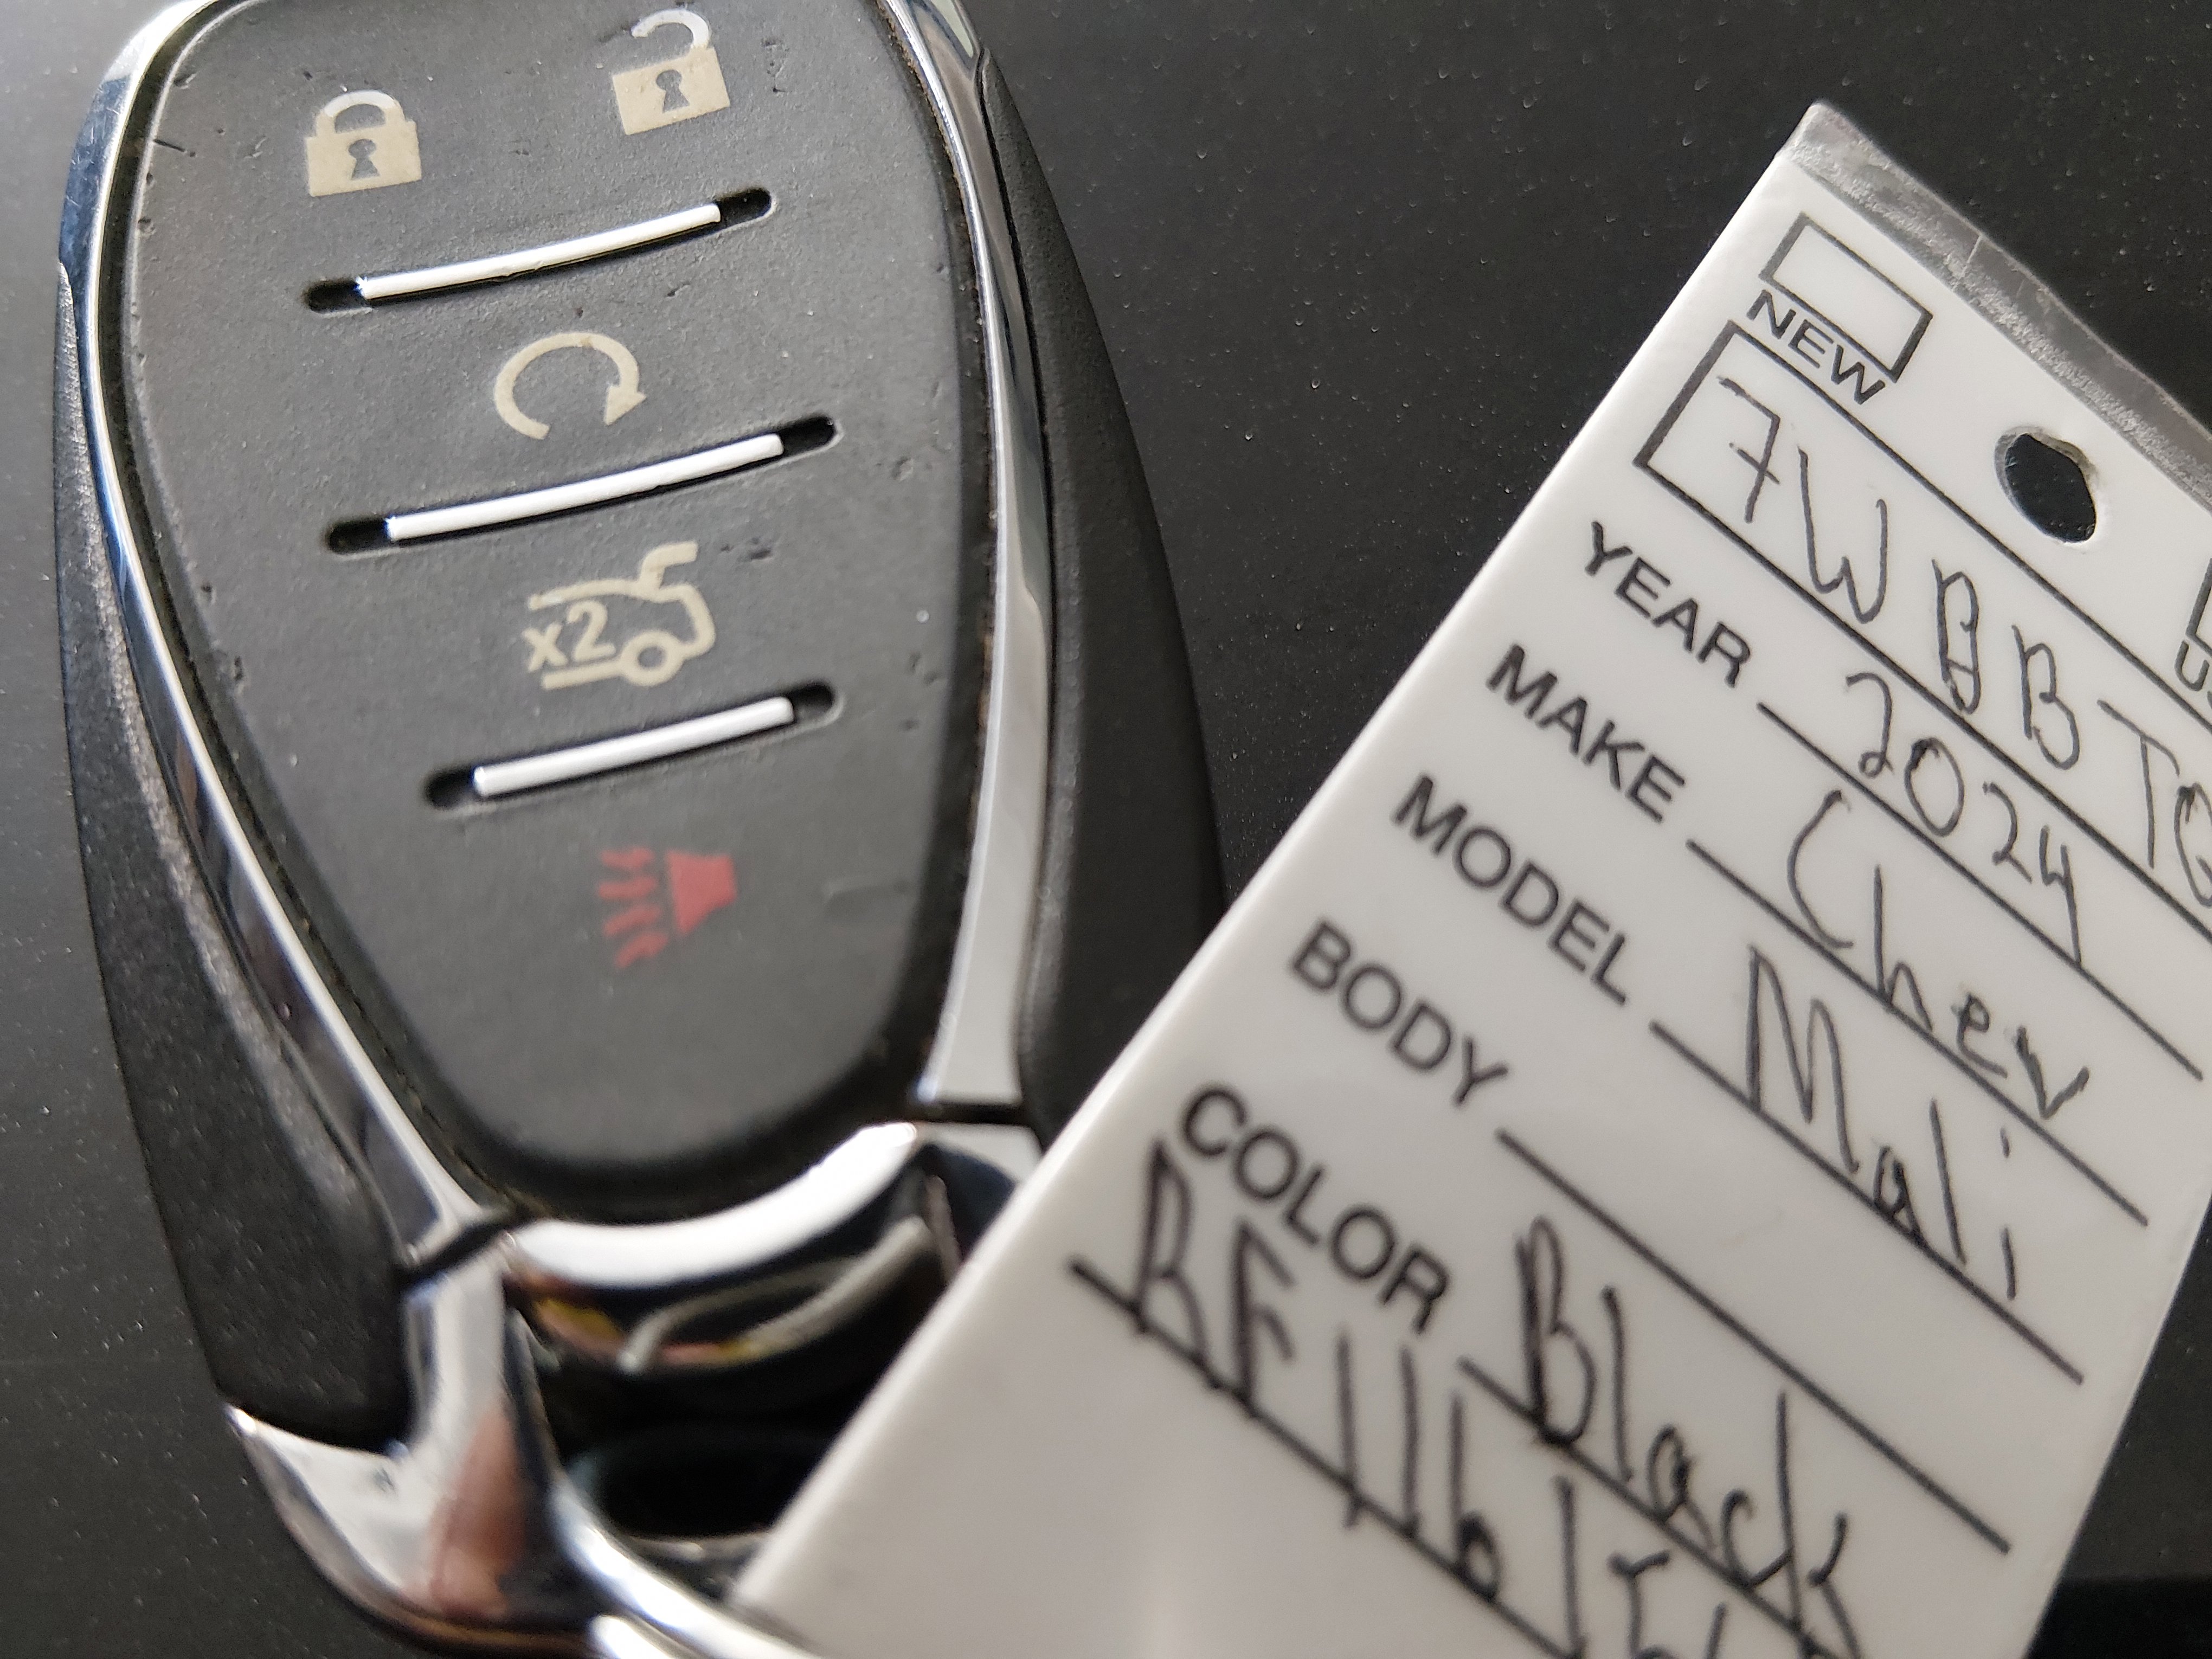 x2
NEW
7WBBTG
YEAR 2024
MAKE Chev
MODEL Mali
BODY
COLOR Black